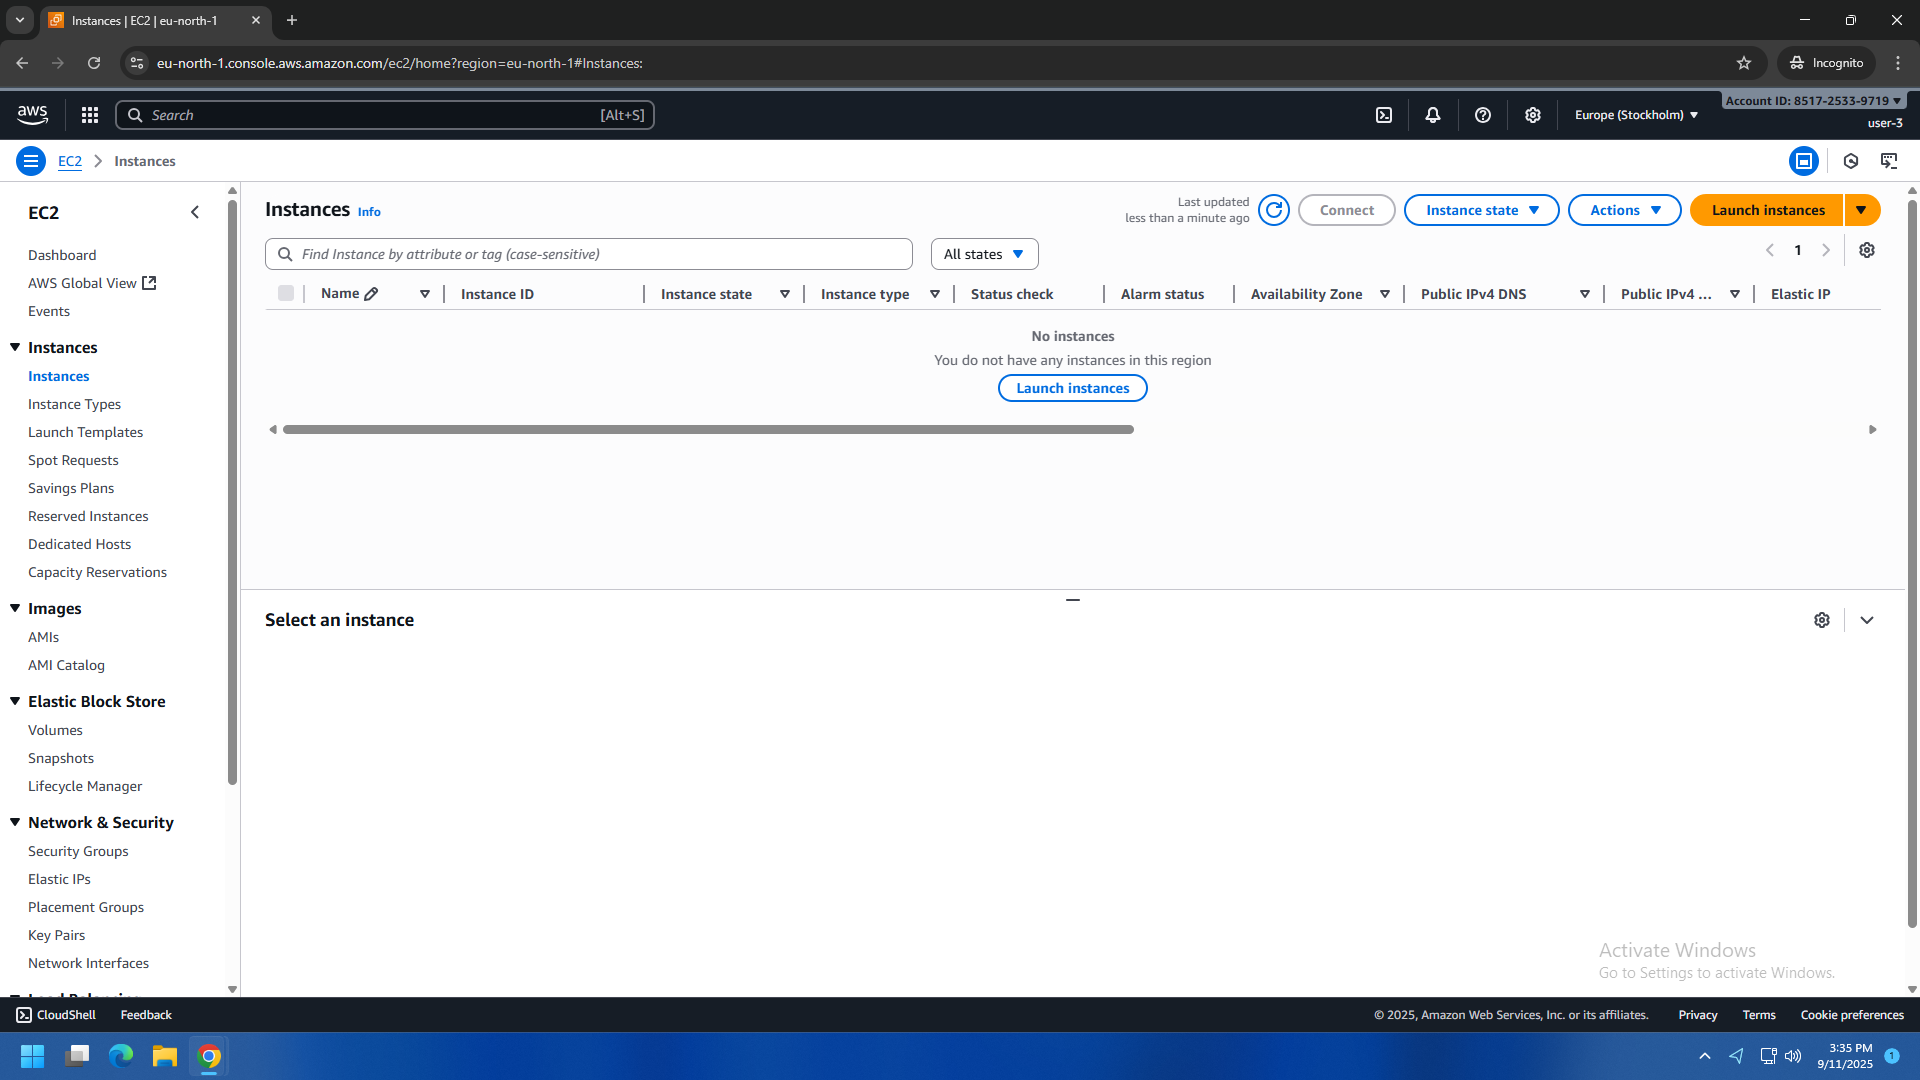 Instances | EC2 | eu-north-1
eu-north-1.console.aws.amazon.com/ec2/home?region=eu-north-1#Instances:
Incognito
aws
Search
[Alt+S]
Europe (Stockholm)
Account ID: 8517-2533-9719
user-3
EC2
Instances
EC2
Dashboard
AWS Global View
Events
Instances
Instances
Instance Types
Launch Templates
Spot Requests
Savings Plans
Reserved Instances
Dedicated Hosts
Capacity Reservations
Images
AMIs
AMI Catalog
Elastic Block Store
Volumes
Snapshots
Lifecycle Manager
Network & Security
Security Groups
Elastic IPs
Placement Groups
Key Pairs
Network Interfaces
Load Balancing
Instances Info
Last updated
less than a minute ago
Connect
Instance state
Actions
Launch instances
Find Instance by attribute or tag (case-sensitive)
All states
1
Name
Instance ID
Instance state
Instance type
Status check
Alarm status
Availability Zone
Public IPv4 DNS
Public IPv4 ...
Elastic IP
No instances
You do not have any instances in this region
Launch instances
Select an instance
Activate Windows
Go to Settings to activate Windows.
CloudShell
Feedback
© 2025, Amazon Web Services, Inc. or its affiliates.
Privacy
Terms
Cookie preferences
3:35 PM
9/11/2025
1